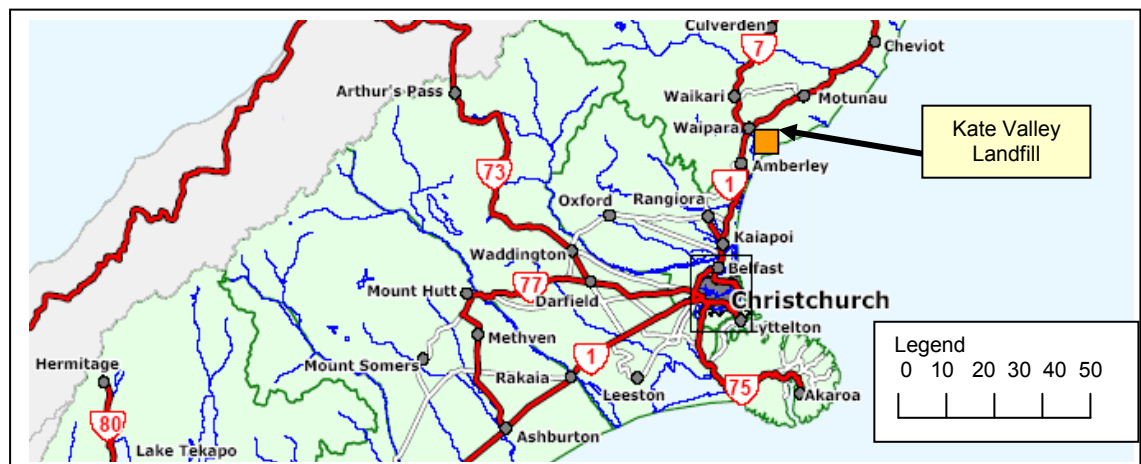 Culverden
7
Cheviot
Arthur's Pass
Waikari
Motunau
Waipara
Kate Valley
Landfill
Amberley
73
1
Oxford
Rangiora
Kaiapoi
Waddington
Belfast
77
Mount Hutt
Darfield
Christchurch
Lyttelton
Methven
Legend
0 10 20 30 40 50
Hermitage
Mount Somers
1
Rakaia
Leeston
75
Akaroa
80
Ashburton
Lake Tekapo